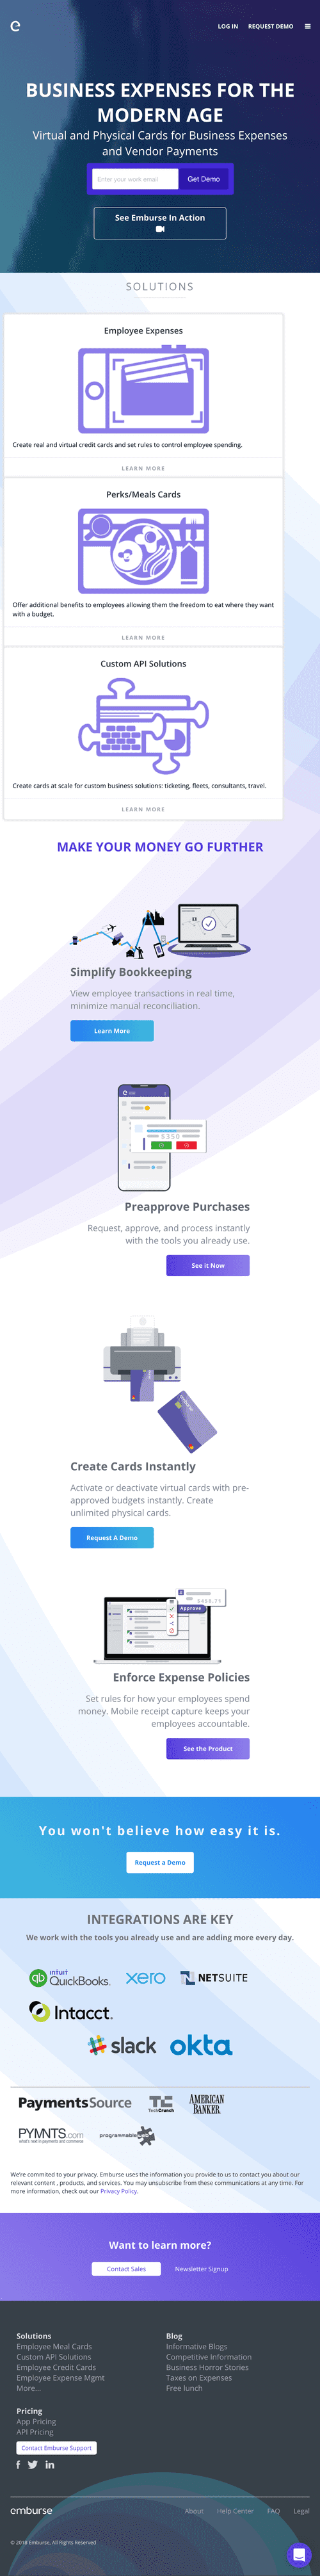 LOG IN REQUEST DEMO
BUSINESS EXPENSES FOR THE
MODERN AGE
Virtual and Physical Cards for Business Expenses
and Vendor Payments
Enter your work email Get Demo
See Emburse In Action
SOLUTIONS
Employee Expenses
Create real and virtual credit cards and set rules to control employee spending.
LEARN MORE
Perks/Meals Cards
Offer additional benefits to employees allowing them the freedom to eat where they want
with a budget.
LEARN MORE
Custom API Solutions
Create cards at scale for custom business solutions: ticketing, fleets, consultants, travel.
LEARN MORE
MAKE YOUR MONEY GO FURTHER
Simplify Bookkeeping
View employee transactions in real time,
minimize manual reconciliation.
Learn More
$350
Preapprove Purchases
Request, approve, and process instantly
with the tools you already use.
See it Now
emburse
Create Cards Instantly
Activate or deactivate virtual cards with pre-
approved budgets instantly. Create
unlimited physical cards.
Request A Demo
$459.71
Approve
Enforce Expense Policies
Set rules for how your employees spend
money. Mobile receipt capture keeps your
employees accountable.
See the Product
You won't believe how easy it is.
Request a Demo
INTEGRATIONS ARE KEY
We work with the tools you already use and are adding more every day.
qb intuit QuickBooks. xero N NETSUITE
Intacct.
slack okta
PaymentsSource TC TechCrunch AMERICAN BANKER.
PYMNTS.com programmableweb
what's next in payments and commerce
We're commited to your privacy. Emburse uses the information you provide to us to contact you about our
relevant content , products, and services. You may unsubscribe from these communications at any time. For
more information, check out our Privacy Policy.
Want to learn more?
Contact Sales Newsletter Signup
Solutions
Employee Meal Cards
Custom API Solutions
Employee Credit Cards
Employee Expense Mgmt
More...
Blog
Informative Blogs
Competitive Information
Business Horror Stories
Taxes on Expenses
Free lunch
Pricing
App Pricing
API Pricing
Contact Emburse Support
emburse About Help Center FAQ Legal
© 2018 Emburse, All Rights Reserved